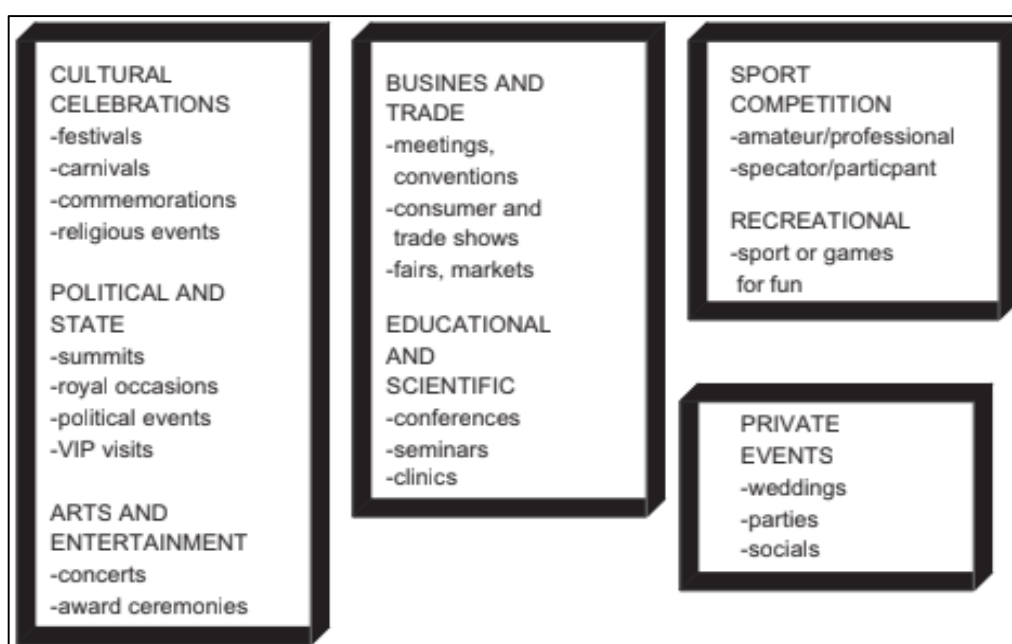 CULTURAL
CELEBRATIONS
-festivals
-carnivals
-commemorations
-religious events
POLITICAL AND
STATE
-summits
-royal occasions
-political events
-VIP visits
ARTS AND
ENTERTAINMENT
-concerts
-award ceremonies
BUSINES AND
TRADE
-meetings,
conventions
-consumer and
trade shows
-fairs, markets
EDUCATIONAL
AND
SCIENTIFIC
-conferences
-seminars
-clinics
SPORT
COMPETITION
-amateur/professional
-specator/particpant
RECREATIONAL
-sport or games
for fun
PRIVATE
EVENTS
-weddings
-parties
-socials